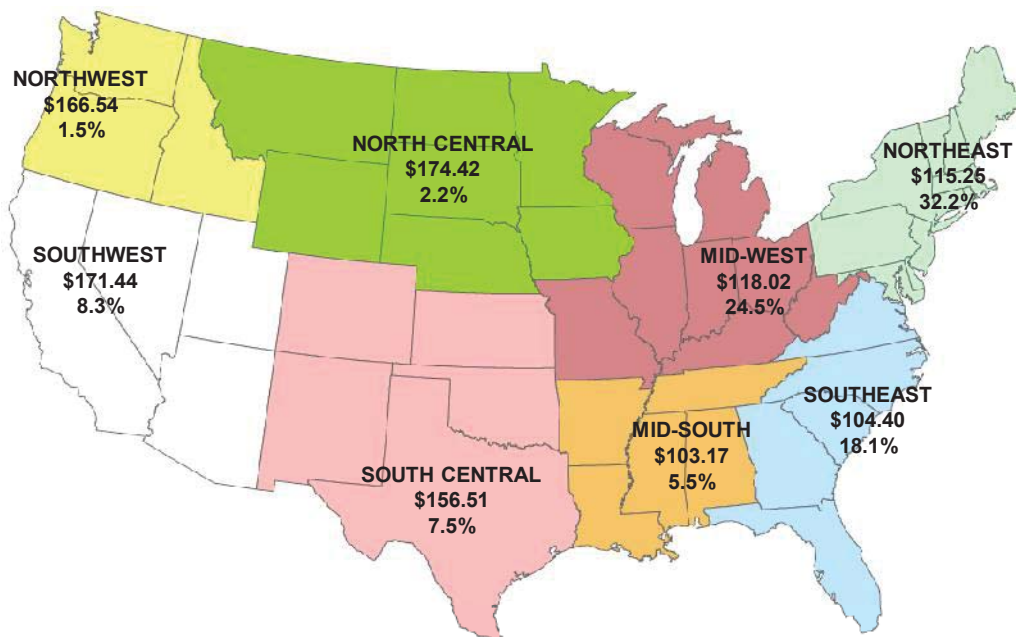 NORTHWEST
$166.54
1.5%
NORTH CENTRAL
$174.42
2.2%
NORTHEAST
$115.25
32.2%
SOUTHWEST
$171.44
8.3%
MID-WEST
$118.02
24.5%
SOUTHEAST
$104.40
18.1%
MID-SOUTH
$103.17
5.5%
SOUTH CENTRAL
$156.51
7.5%